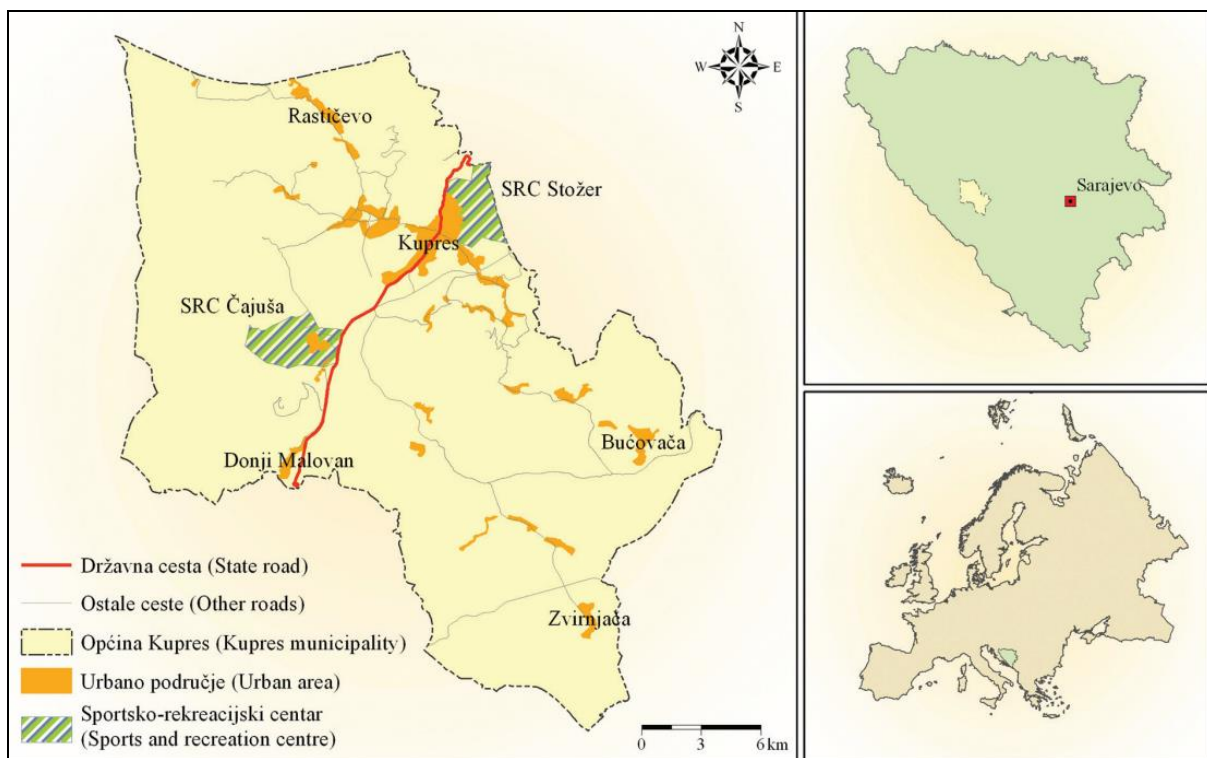 N
W E
S
Rastičevo
SRC Stožer
Kupres
SRC Čajuša
Bućovača
Donji Malovan
Zvirnjača
Državna cesta (State road)
Ostale ceste (Other roads)
Općina Kupres (Kupres municipality)
Urbano područje (Urban area)
Sportsko-rekreacijski centar
(Sports and recreation centre)
0 3 6 km
Sarajevo